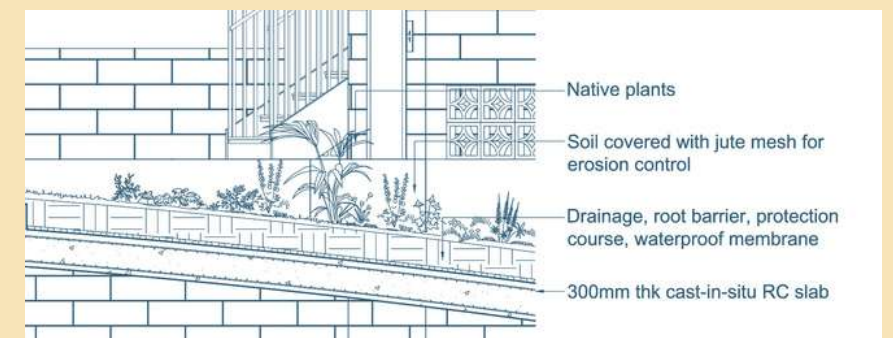 Native plants
Soil covered with jute mesh for
erosion control
Drainage, root barrier, protection
course, waterproof membrane
300mm thk cast-in-situ RC slab